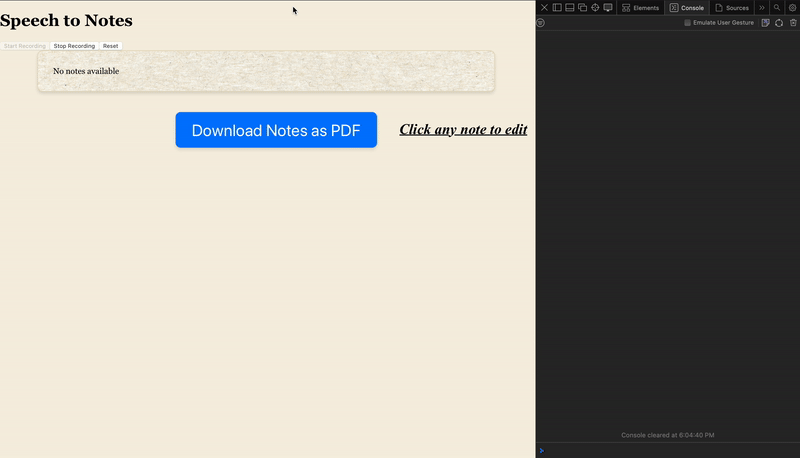 Speech to Notes
Start Recording Stop Recording Reset
No notes available
Download Notes as PDF
Click any note to edit
Elements Console Sources
Emulate User Gesture
Console cleared at 6:04:40 PM